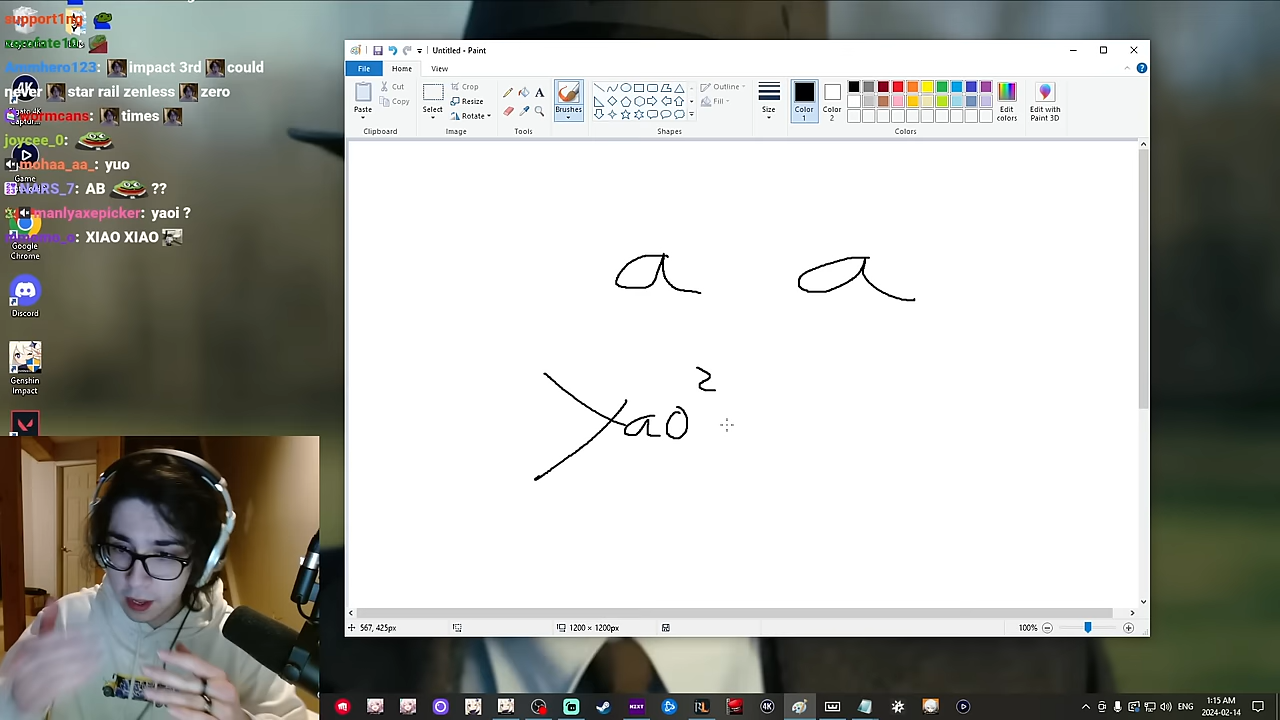 support1ng
impact 3rd could
never star rail zenless zero
times
joycee_0:
mohaa_aa_: yuo
AB ??
manlyaxepicker: yaoi ?
XIAO XIAO
Game
Google
Chrome
Discord
Genshin
Impact
Untitled - Paint
File Home View
Paste
Cut
Copy
Clipboard
Select
Crop
Resize
Rotate
Image
Tools
Brushes
Shapes
Outline
Fill
Size
Color
1
Color
2
Colors
Edit
colors
Edit with
Paint 3D
a a
Yao²
567, 425px
1200 × 1200px
100%
ENG
1:15 AM
2024-02-14